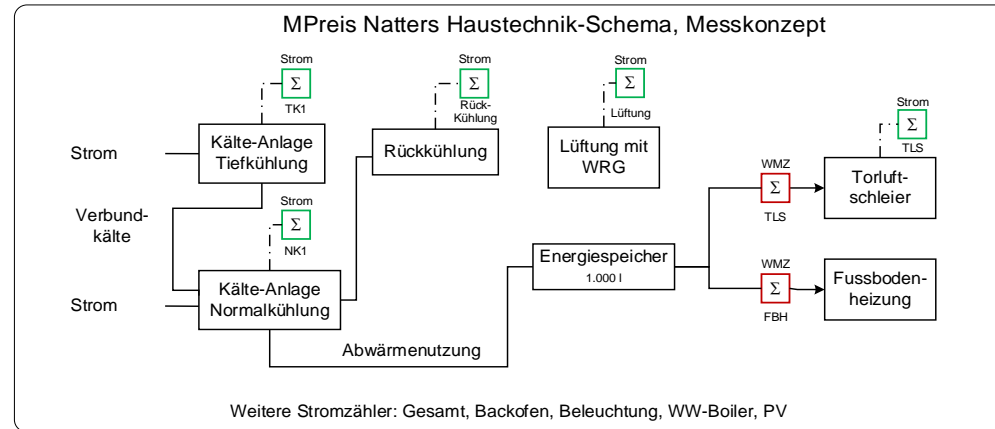 MPreis Natters Haustechnik-Schema, Messkonzept
Strom
Σ
TK1
Strom
Σ
Rück-
Kühlung
Strom
Σ
Lüftung
Strom
Σ
TLS
Strom
Kälte-Anlage
Tiefkühlung
Rückkühlung
Lüftung mit
WRG
WMZ
Σ
TLS
Torluft-
schleier
Verbund-
kälte
Strom
Σ
NK1
Strom
Kälte-Anlage
Normalkühlung
Energiespeicher
1.000 l
WMZ
Σ
FBH
Fussboden-
heizung
Abwärmenutzung
Weitere Stromzähler: Gesamt, Backofen, Beleuchtung, WW-Boiler, PV